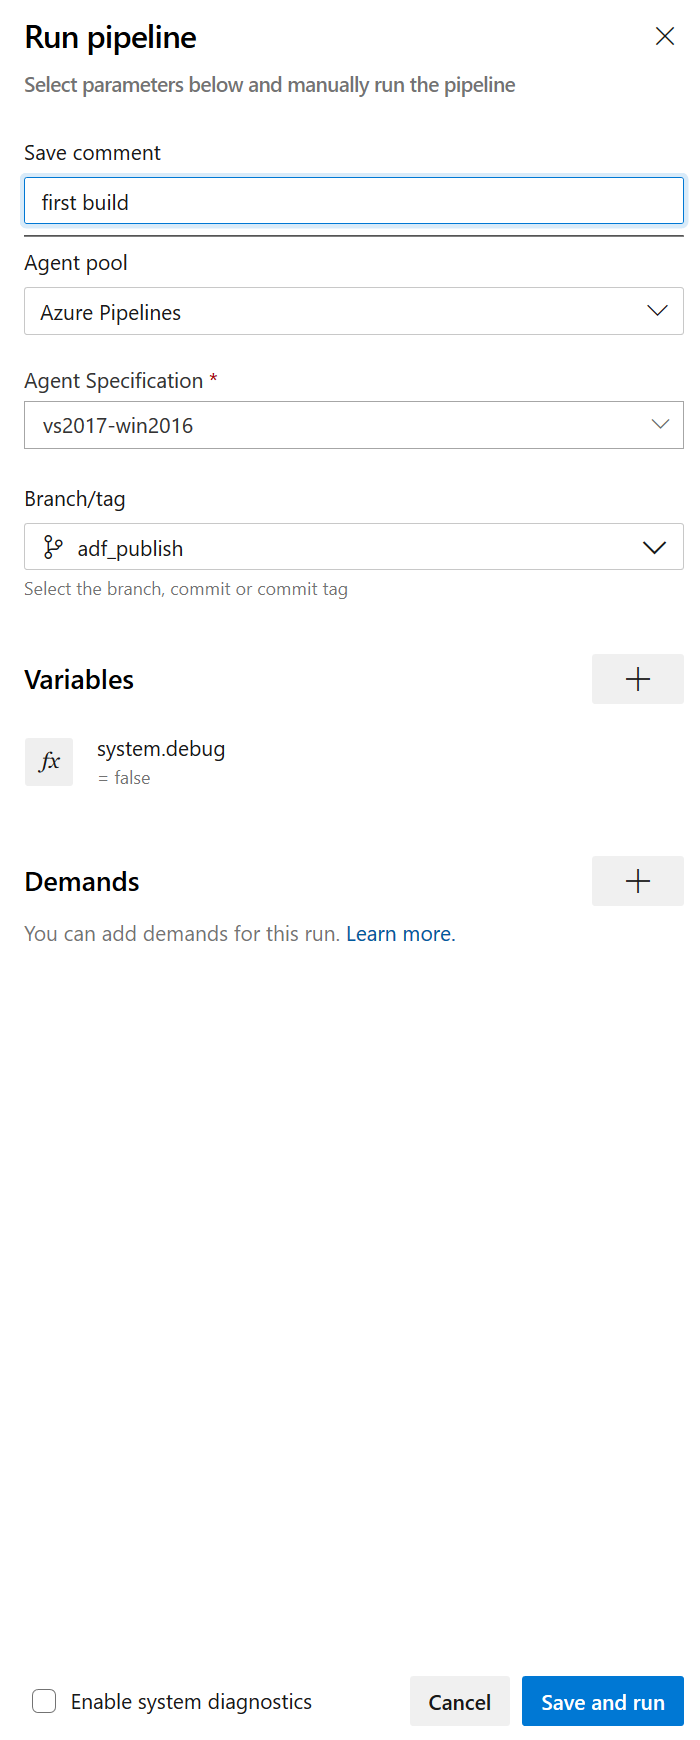 Run pipeline
Select parameters below and manually run the pipeline
Save comment
first build
Agent pool
Azure Pipelines
Agent Specification *
vs2017-win2016
Branch/tag
adf_publish
Select the branch, commit or commit tag
Variables
fx
system.debug
= false
Demands
You can add demands for this run. Learn more.
Enable system diagnostics
Cancel
Save and run